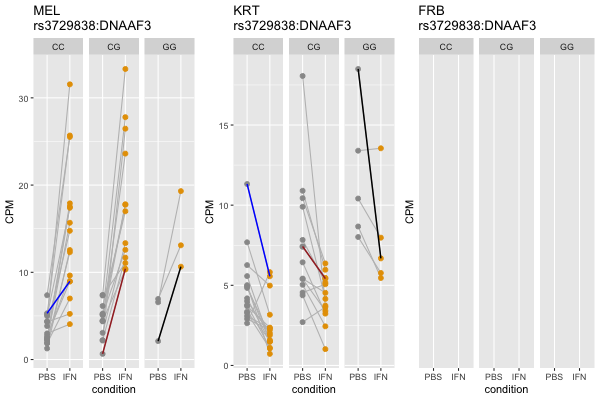 MEL
rs3729838:DNAAF3
CC CG GG
30
20
10
0
CPM
PBS IFN PBS IFN PBS IFN
condition
KRT
rs3729838:DNAAF3
CC CG GG
15
10
5
0
CPM
PBS IFN PBS IFN PBS IFN
condition
FRB
rs3729838:DNAAF3
CC CG GG
CPM
PBS IFN PBS IFN PBS IFN
condition